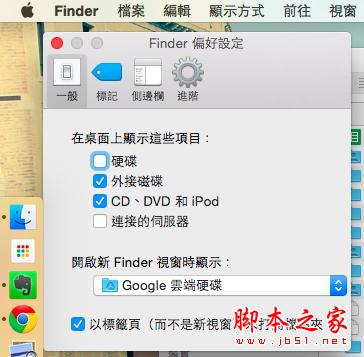 Finder 檔案 編輯 顯示方式 前往 視窗
Finder 偏好設定
一般 標記 側邊欄 進階
在桌面上顯示這些項目：
硬碟
外接磁碟
CD、DVD 和 iPod
連接的伺服器
開啟新 Finder 視窗時顯示：
Google 雲端硬碟
以標籤頁（而不是新視窗
脚本之家
www.jb51.net